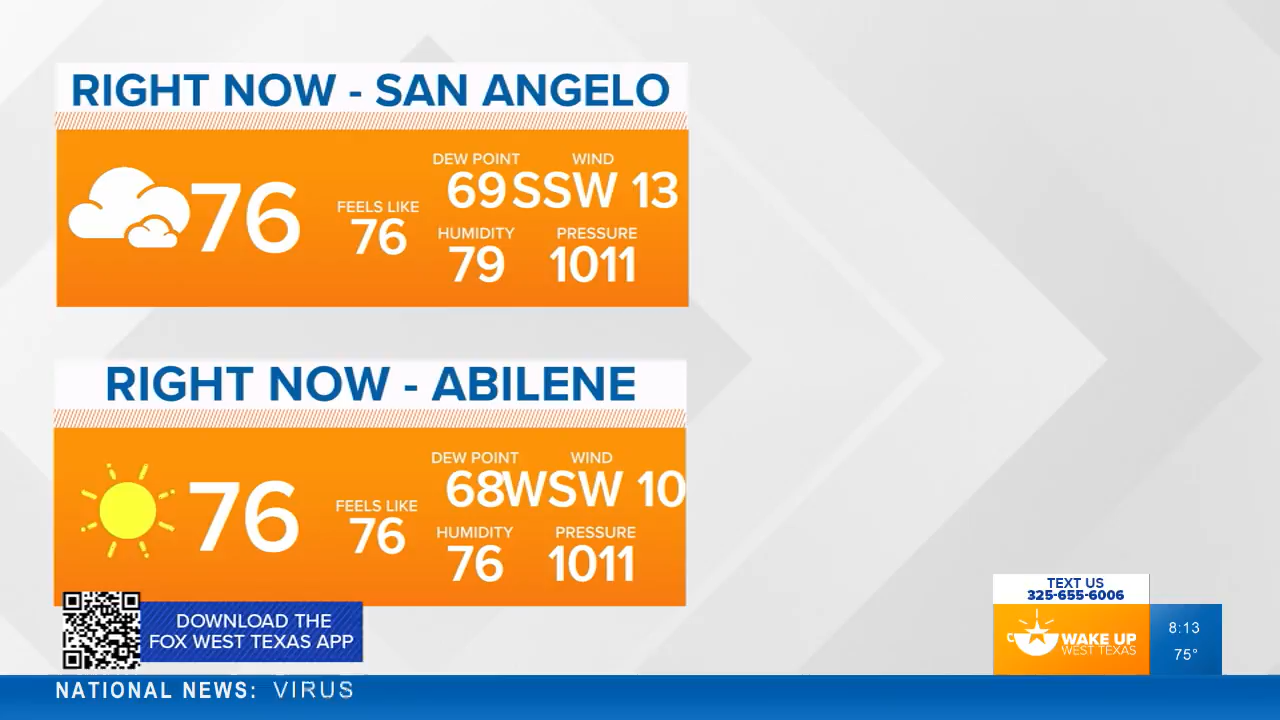 RIGHT NOW - SAN ANGELO
76
FEELS LIKE
76
DEW POINT
69
WIND
SSW 13
HUMIDITY
79
PRESSURE
1011
RIGHT NOW - ABILENE
76
FEELS LIKE
76
DEW POINT
68
WIND
WSW 10
HUMIDITY
76
PRESSURE
1011
DOWNLOAD THE
FOX WEST TEXAS APP
TEXT US
325-655-6006
WAKE UP
WEST TEXAS
8:13
75°
NATIONAL NEWS: VIRUS